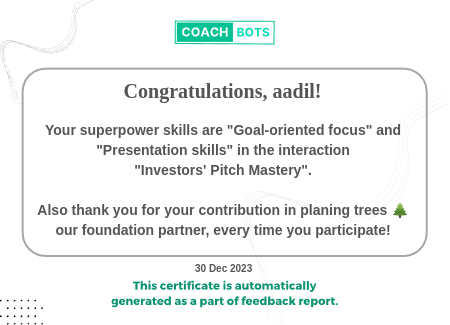 COACH BOTS
Congratulations, aadil!
Your superpower skills are "Goal-oriented focus" and
"Presentation skills" in the interaction
"Investors' Pitch Mastery".
Also thank you for your contribution in planing trees 🌲
our foundation partner, every time you participate!
30 Dec 2023
This certificate is automatically
generated as a part of feedback report.